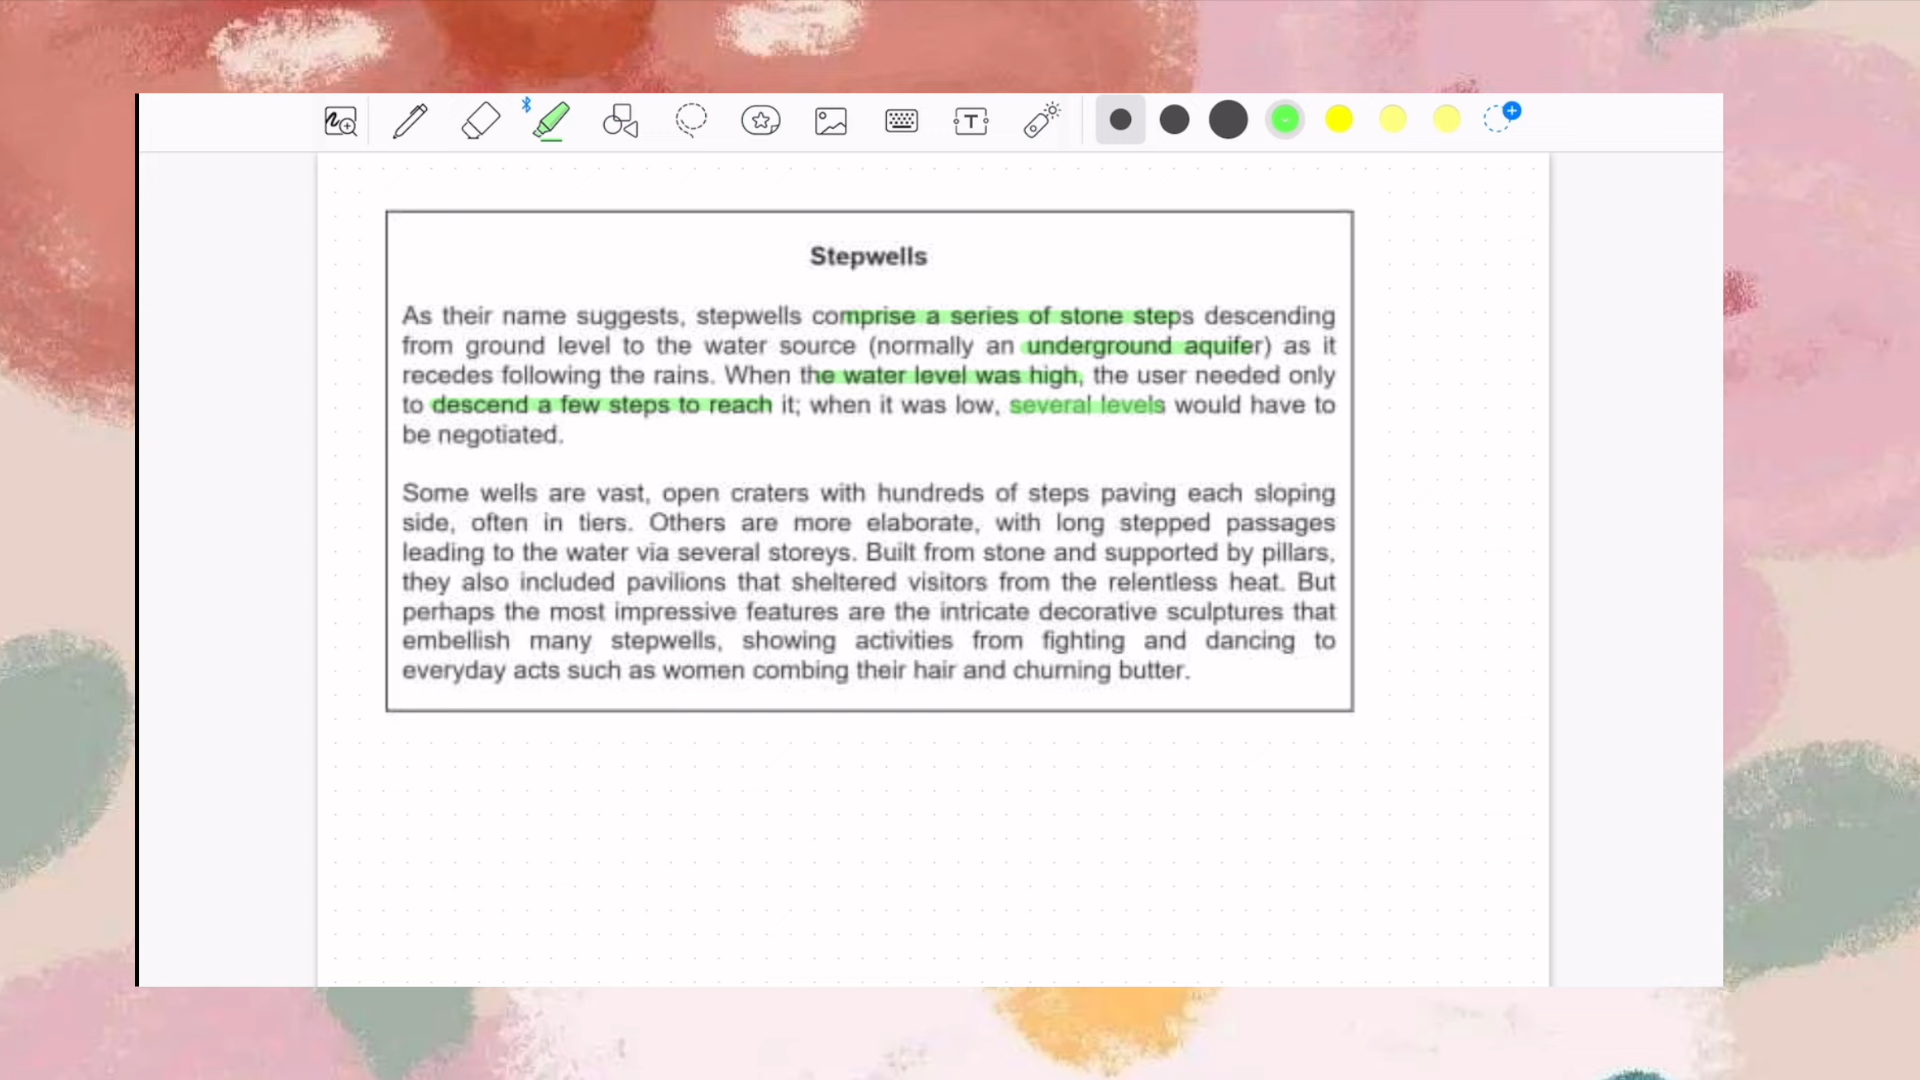 T
Stepwells
As their name suggests, stepwells comprise a series of stone steps descending
from ground level to the water source (normally an underground aquifer) as it
recedes following the rains. When the water level was high, the user needed only
to descend a few steps to reach it; when it was low, several levels would have to
be negotiated.
Some wells are vast, open craters with hundreds of steps paving each sloping
side, often in tiers. Others are more elaborate, with long stepped passages
leading to the water via several storeys. Built from stone and supported by pillars,
they also included pavilions that sheltered visitors from the relentless heat. But
perhaps the most impressive features are the intricate decorative sculptures that
embellish many stepwells, showing activities from fighting and dancing to
everyday acts such as women combing their hair and churning butter.